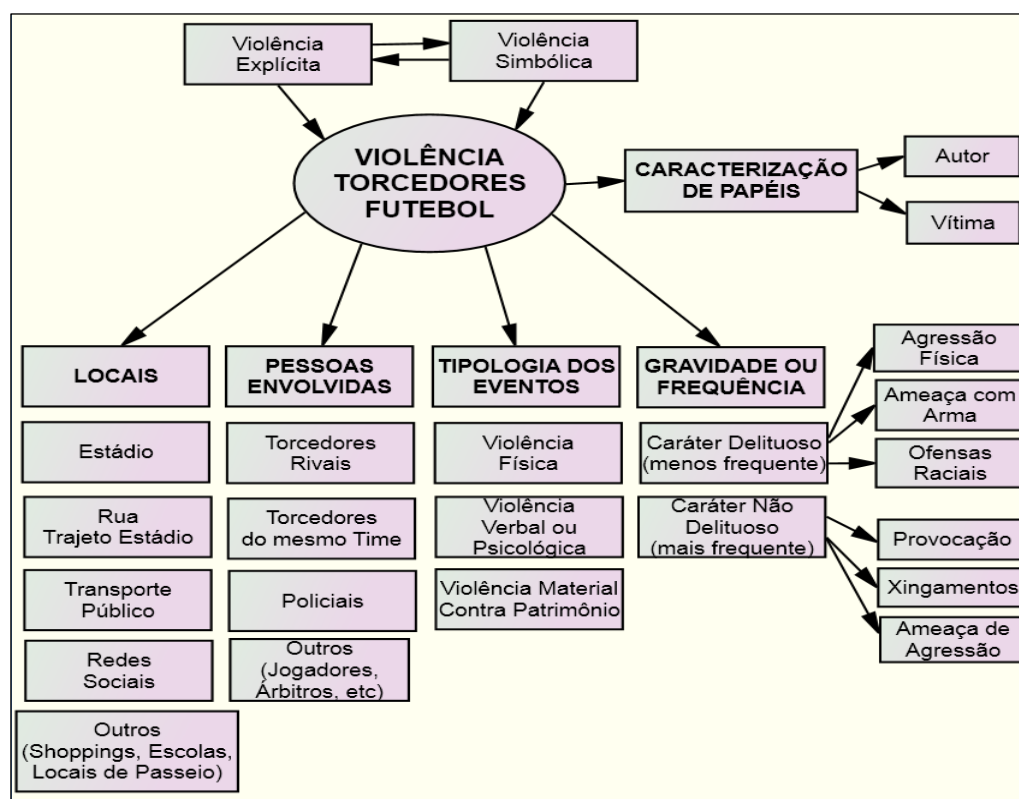 Violência
Explícita
Violência
Simbólica
VIOLÊNCIA
TORCEDORES
FUTEBOL
CARACTERIZAÇÃO
DE PAPÉIS
Autor
Vítima
LOCAIS
Estádio
Rua
Trajeto Estádio
Transporte
Público
Redes
Sociais
Outros
(Shoppings, Escolas,
Locais de Passeio)
PESSOAS
ENVOLVIDAS
Torcedores
Rivais
Torcedores
do mesmo Time
Policiais
Outros
(Jogadores,
Árbitros, etc)
TIPOLOGIA DOS
EVENTOS
Violência
Física
Violência
Verbal ou
Psicológica
Violência Material
Contra Patrimônio
GRAVIDADE OU
FREQUÊNCIA
Caráter Delituoso
(menos frequente)
Caráter Não
Delituoso
(mais frequente)
Agressão
Física
Ameaça com
Arma
Ofensas
Raciais
Provocação
Xingamentos
Ameaça de
Agressão